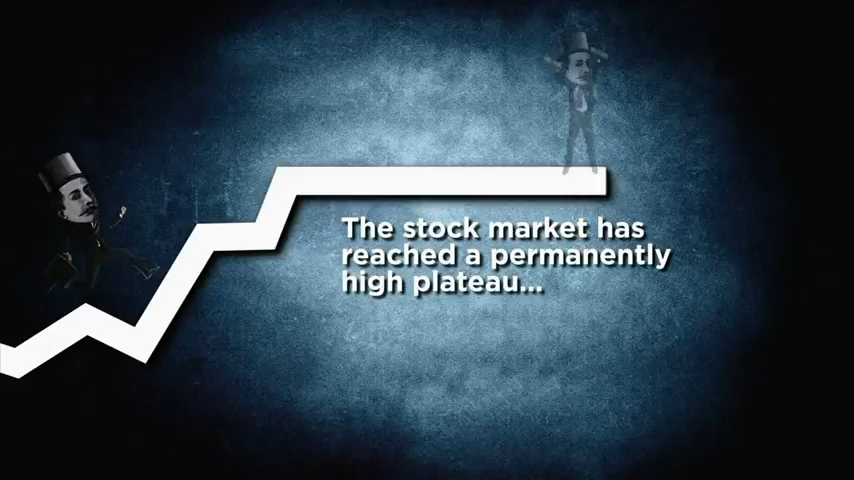 The stock market has
reached a permanently
high plateau...